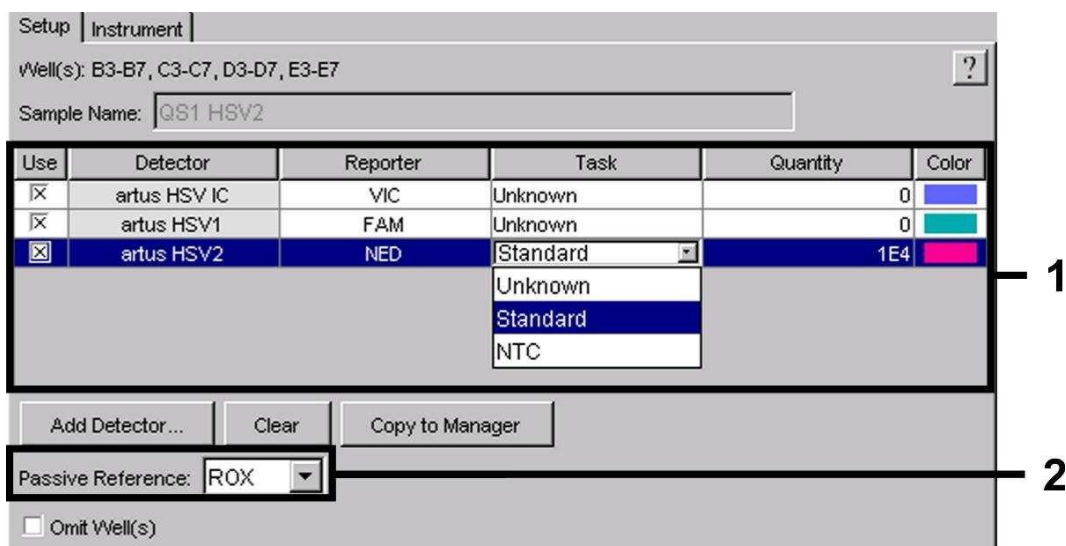 Setup Instrument
Well(s): B3-B7, C3-C7, D3-D7, E3-E7 ?
Sample Name: QS1 HSV2
Use Detector Reporter Task Quantity Color
artus HSV IC VIC Unknown 0
artus HSV1 FAM Unknown 0
artus HSV2 NED Standard 1E4
Unknown
1
Standard
NTC
Add Detector... Clear Copy to Manager
Passive Reference: ROX 2
Omit Well(s)